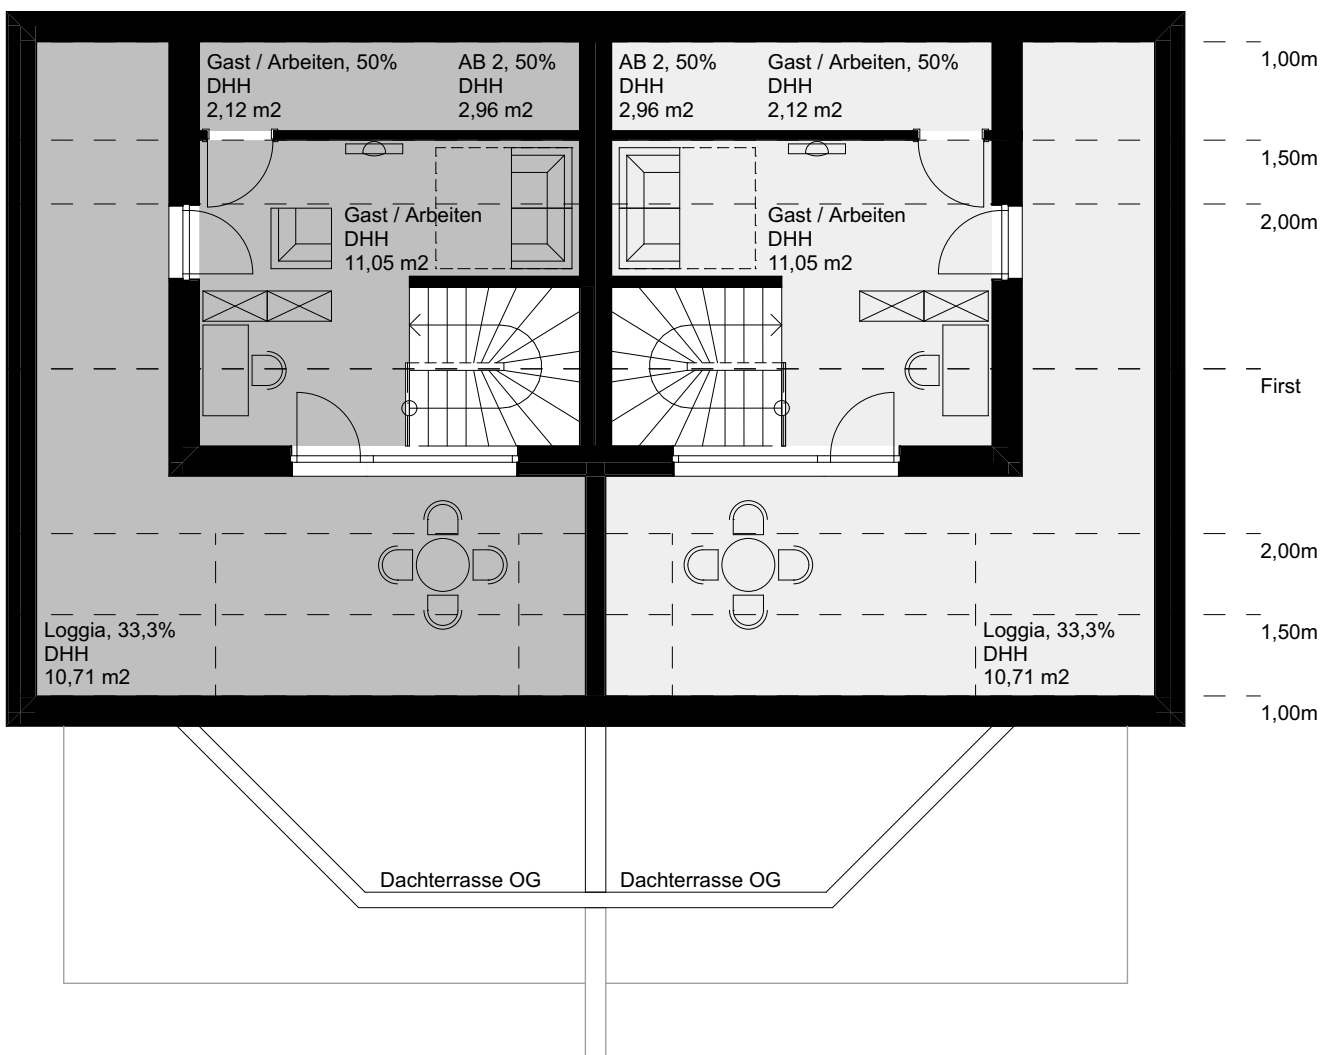 Gast / Arbeiten, 50%
DHH
2,12 m2
AB 2, 50%
DHH
2,96 m2
AB 2, 50%
DHH
2,96 m2
Gast / Arbeiten, 50%
DHH
2,12 m2
1,00m
1,50m
2,00m
Gast / Arbeiten
DHH
11,05 m2
Gast / Arbeiten
DHH
11,05 m2
First
2,00m
1,50m
Loggia, 33,3%
DHH
10,71 m2
Loggia, 33,3%
DHH
10,71 m2
1,00m
Dachterrasse OG
Dachterrasse OG